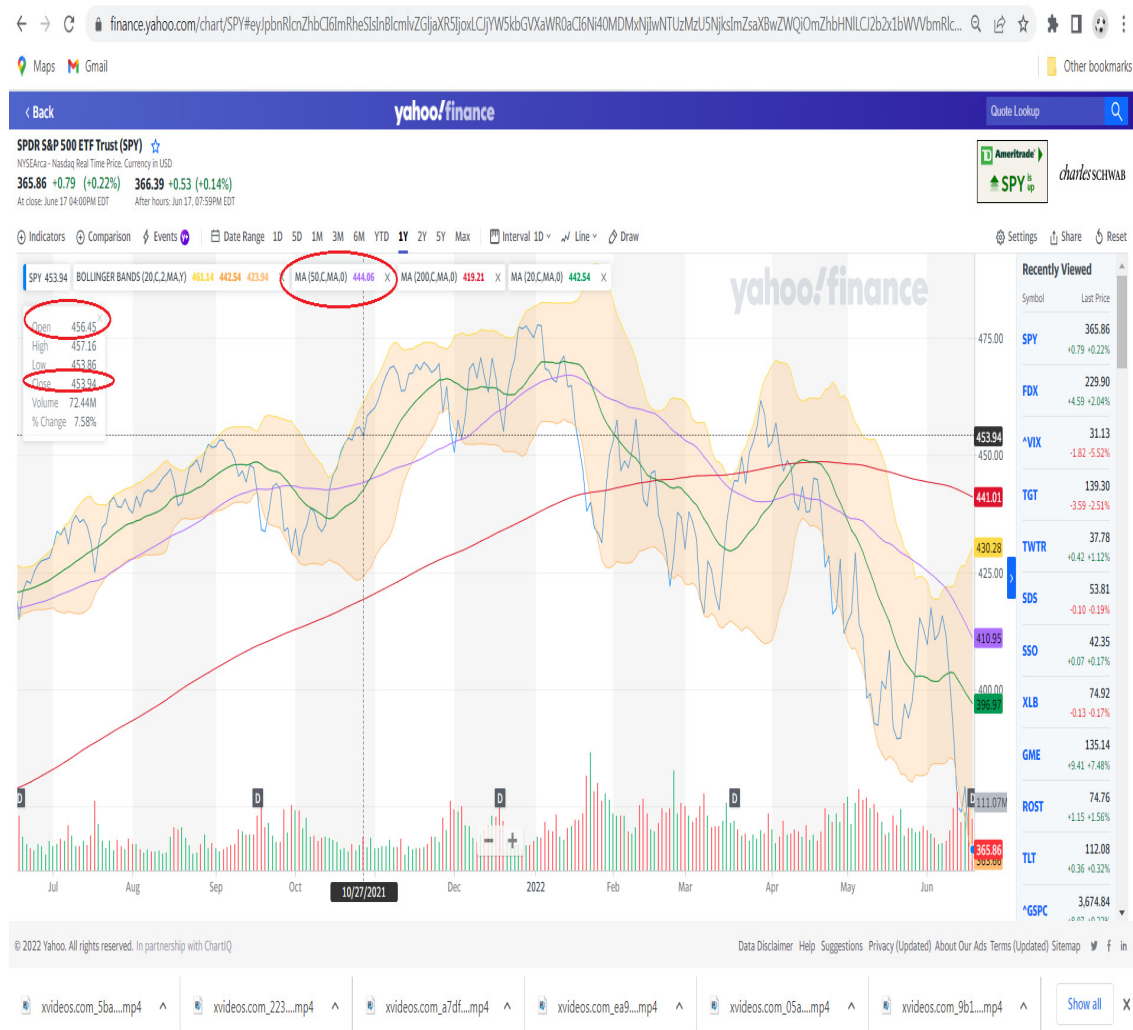 finance.yahoo.com/chart/SPY#eyJpbnRlcnZhbCI6ImRheSIsInBlcmlvZGljaXR5IjoxLCJjYW5kbGVXaWR0aCI6Ni40MDMxNjIwNTUzMzU5NjksImZsaXBwZWQiOmZhbHNlLCJ2b2x1bWVVbmRlc...
Maps Gmail Other bookmarks
< Back yahoo!finance Quote Lookup
SPDR S&P 500 ETF Trust (SPY)
NYSEArca - Nasdaq Real Time Price. Currency in USD
365.86 +0.79 (+0.22%) 366.39 +0.53 (+0.14%)
At close: June 17 04:00PM EDT After hours: Jun 17, 07:59PM EDT
TD Ameritrade
SPY is up
charles SCHWAB
Indicators Comparison Events Y+ Date Range 1D 5D 1M 3M 6M YTD 1Y 2Y 5Y Max Interval 1D Line Draw Settings Share Reset
SPY 453.94 BOLLINGER BANDS (20,C,2,MA,Y) 461.14 442.54 423.94 X MA (50,C,MA,0) 444.06 X MA (200,C,MA,0) 419.21 X MA (20,C,MA,0) 442.54 X
yahoo!finance
Open 456.45
High 457.16
Low 453.86
Close 453.94
Volume 72.44M
% Change 7.58%
475.00
453.94
450.00
441.01
430.28
425.00
410.95
400.00
396.97
111.07M
365.86
D D D D D
Jul Aug Sep Oct 10/27/2021 Dec 2022 Feb Mar Apr May Jun
Recently Viewed
Symbol Last Price
SPY 365.86
+0.79 +0.22%
FDX 229.90
+4.59 +2.04%
^VIX 31.13
-1.82 -5.52%
TGT 139.30
-3.59 -2.51%
TWTR 37.78
+0.42 +1.12%
SDS 53.81
-0.10 -0.19%
SSO 42.35
+0.07 +0.17%
XLB 74.92
-0.13 -0.17%
GME 135.14
+9.41 +7.48%
ROST 74.76
+1.15 +1.56%
TLT 112.08
+0.36 +0.32%
^GSPC 3,674.84
© 2022 Yahoo. All rights reserved. In partnership with ChartIQ Data Disclaimer Help Suggestions Privacy (Updated) About Our Ads Terms (Updated) Sitemap
xvideos.com_5ba....mp4 xvideos.com_223....mp4 xvideos.com_a7df....mp4 xvideos.com_ea9....mp4 xvideos.com_05a....mp4 xvideos.com_9b1....mp4 Show all X